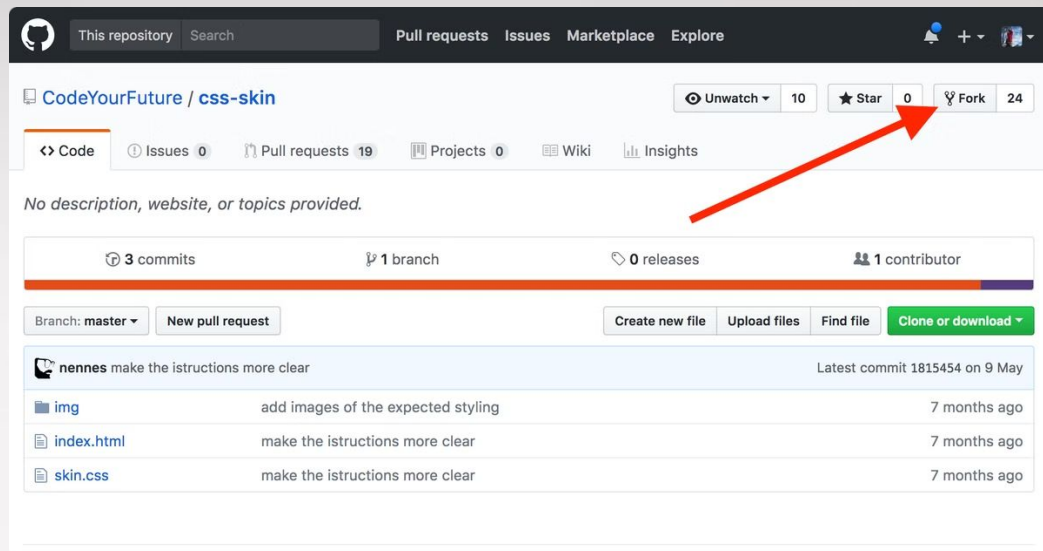 This repository Search Pull requests Issues Marketplace Explore
CodeYourFuture / css-skin Unwatch 10 Star 0 Fork 24
<> Code Issues 0 Pull requests 19 Projects 0 Wiki Insights
No description, website, or topics provided.
3 commits 1 branch 0 releases 1 contributor
Branch: master New pull request Create new file Upload files Find file Clone or download
nennes make the istructions more clear Latest commit 1815454 on 9 May
img add images of the expected styling 7 months ago
index.html make the istructions more clear 7 months ago
skin.css make the istructions more clear 7 months ago